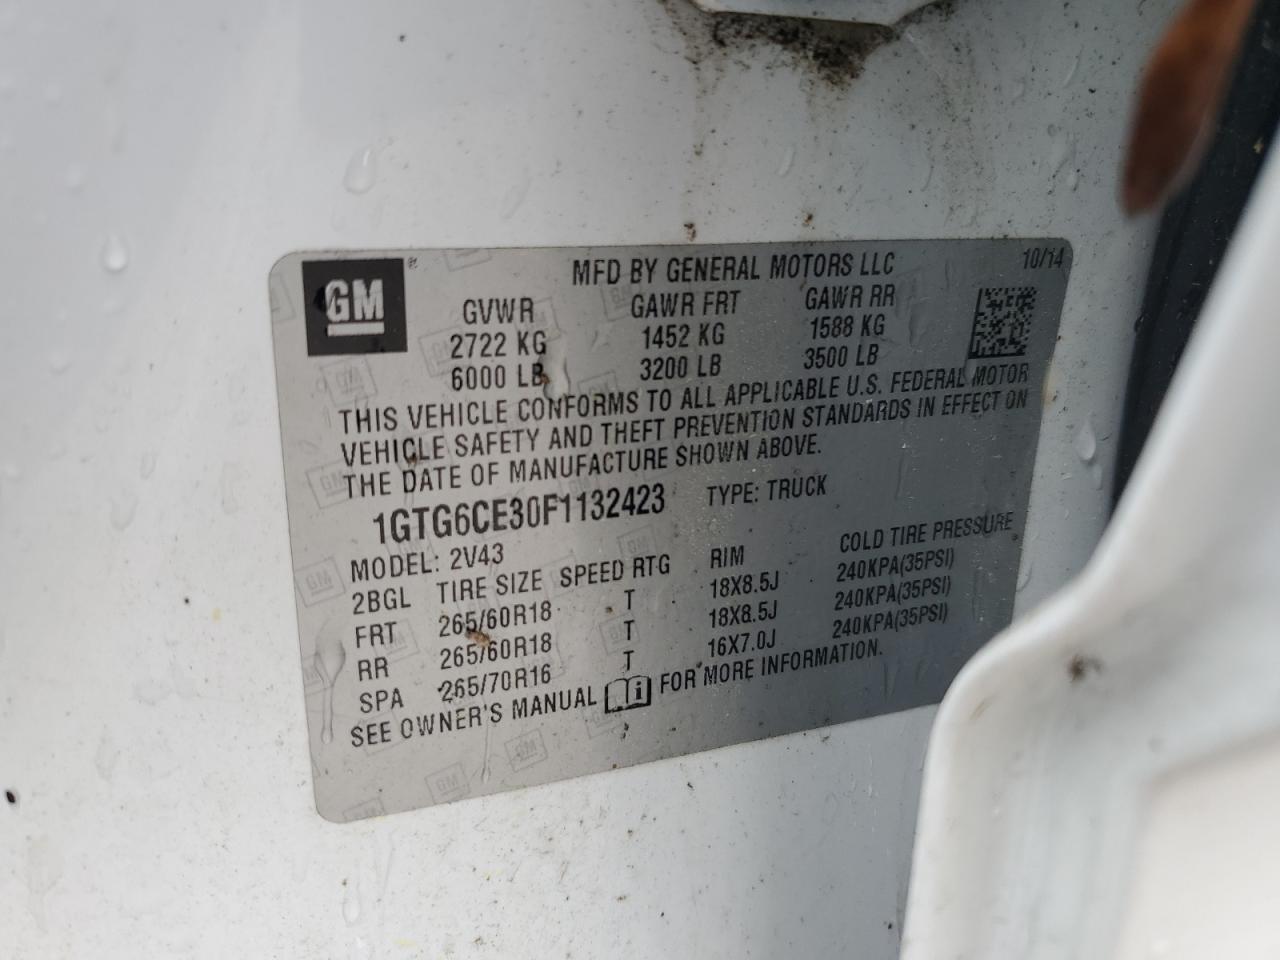 GM®
MFD BY GENERAL MOTORS LLC 10/14
GVWR GAWR FRT GAWR RR
2722 KG 1452 KG 1588 KG
6000 LB 3200 LB 3500 LB
THIS VEHICLE CONFORMS TO ALL APPLICABLE U.S. FEDERAL MOTOR
VEHICLE SAFETY AND THEFT PREVENTION STANDARDS IN EFFECT ON
THE DATE OF MANUFACTURE SHOWN ABOVE.
1GTG6CE30F1132423 TYPE: TRUCK
MODEL: 2V43
2BGL TIRE SIZE SPEED RTG RIM COLD TIRE PRESSURE
FRT 265/60R18 T 18X8.5J 240KPA(35PSI)
RR 265/60R18 T 18X8.5J 240KPA(35PSI)
SPA 265/70R16 T 16X7.0J 240KPA(35PSI)
SEE OWNER'S MANUAL i FOR MORE INFORMATION.